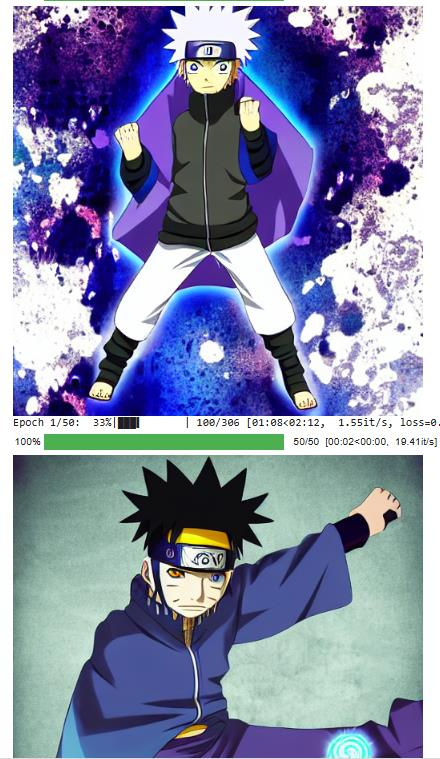 Epoch 1/50: 33%|███ | 100/306 [01:08<02:12, 1.55it/s, loss=0.
100% 50/50 [00:02<00:00, 19.41it/s]